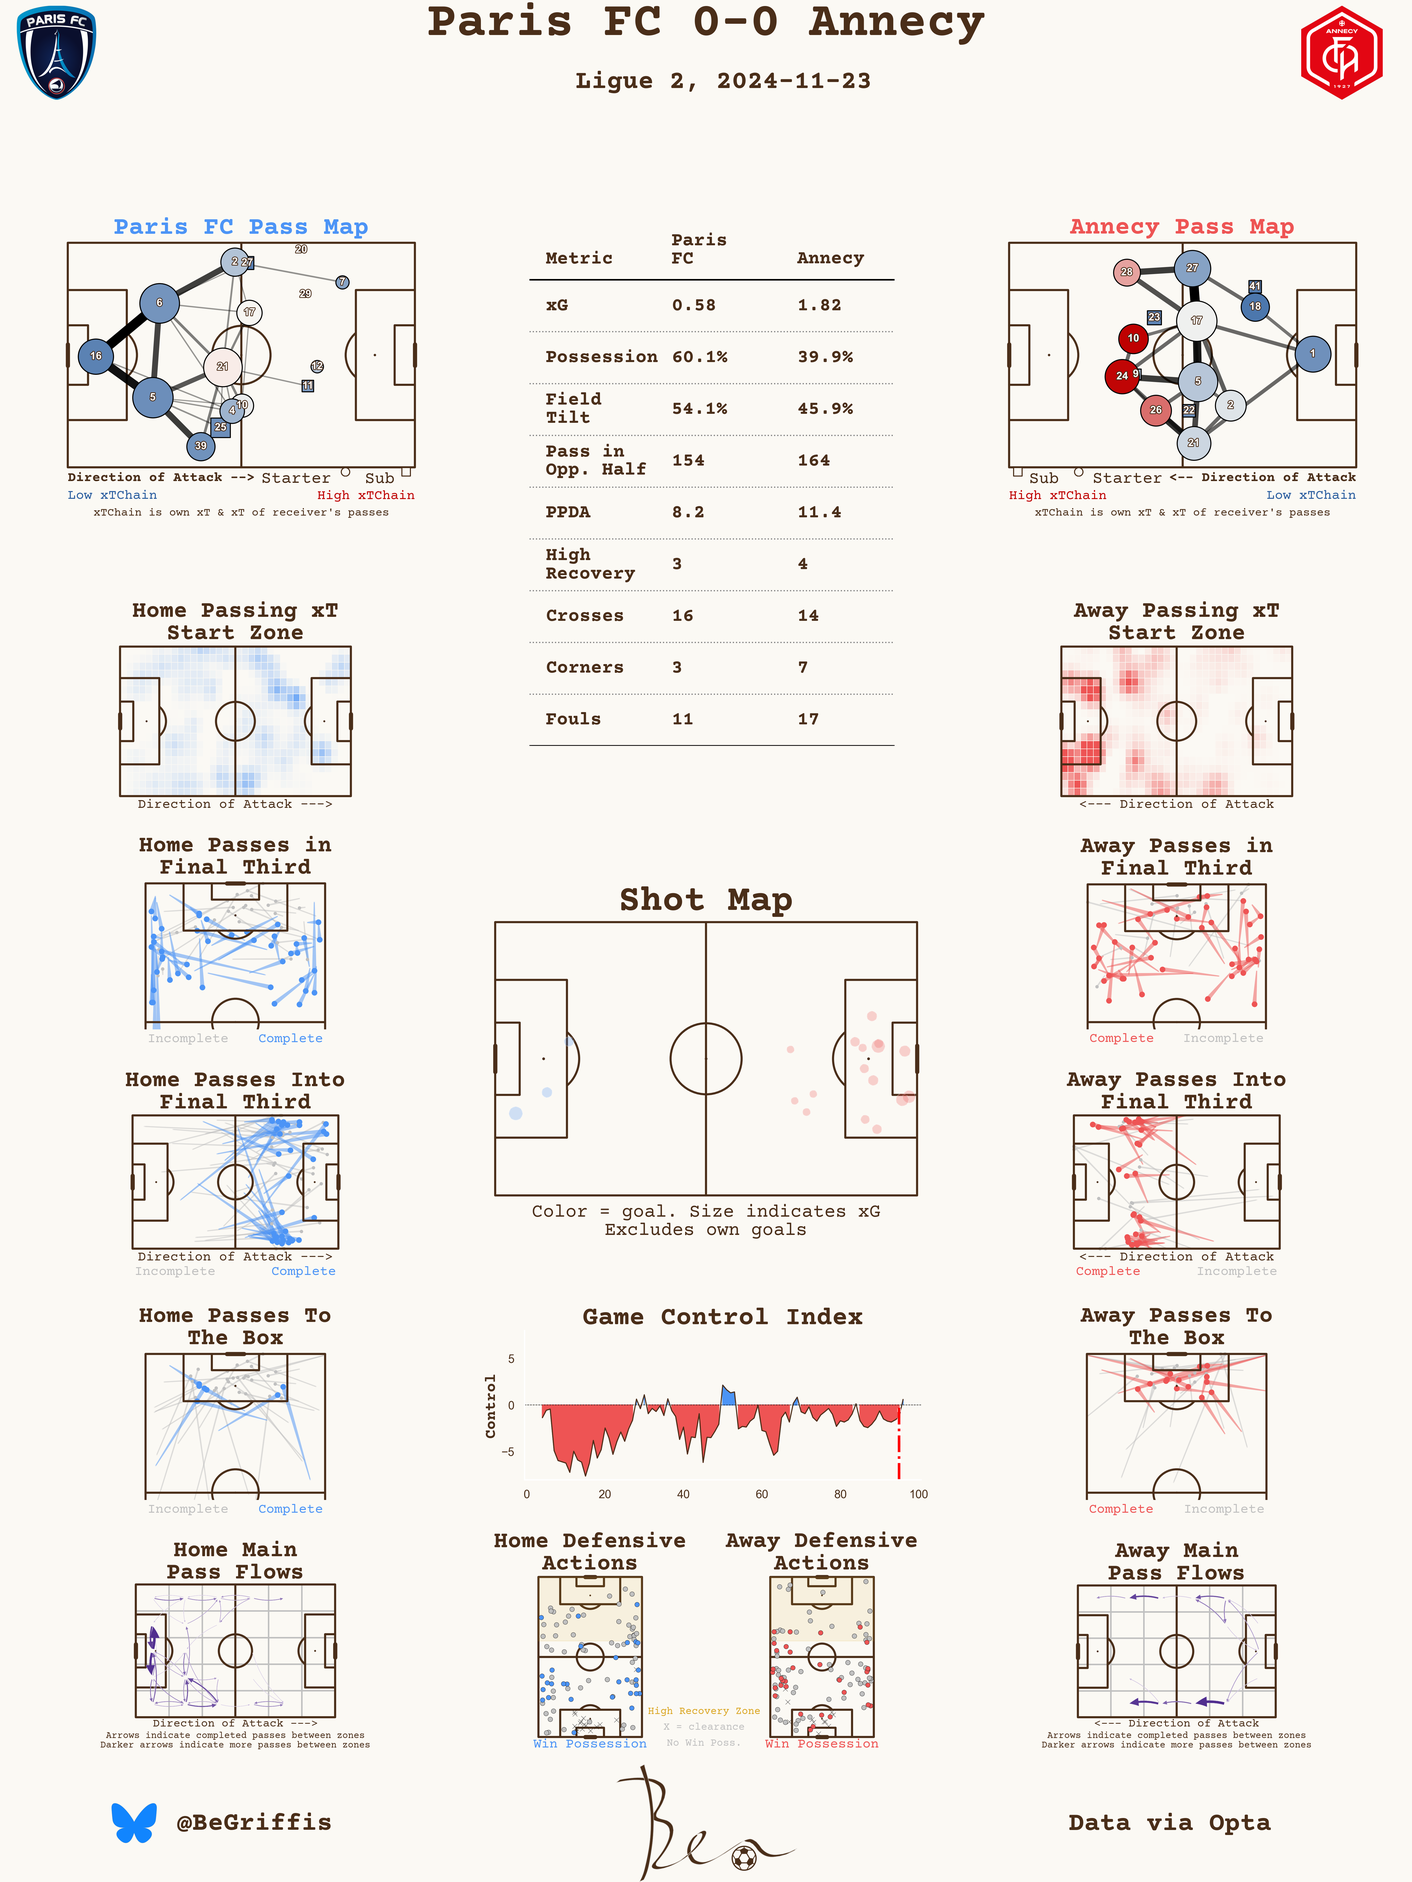 Paris FC 0-0 Annecy
Ligue 2, 2024-11-23
PARIS FC
ANNECY
1927
Paris FC Pass Map
20
2
27
7
29
6
17
16
21
12
11
5
4
10
25
39
Direction of Attack --> Starter Sub
Low xTChain High xTChain
xTChain is own xT & xT of receiver's passes
Metric Paris FC Annecy
xG 0.58 1.82
Possession 60.1% 39.9%
Field Tilt 54.1% 45.9%
Pass in Opp. Half 154 164
PPDA 8.2 11.4
High Recovery 3 4
Crosses 16 14
Corners 3 7
Fouls 11 17
Annecy Pass Map
28
27
41
18
23
17
10
1
24
9
5
26
22
2
21
Sub Starter <-- Direction of Attack
High xTChain Low xTChain
xTChain is own xT & xT of receiver's passes
Home Passing xT
Start Zone
Direction of Attack --->
Away Passing xT
Start Zone
<--- Direction of Attack
Home Passes in
Final Third
Incomplete Complete
Away Passes in
Final Third
Complete Incomplete
Shot Map
Color = goal. Size indicates xG
Excludes own goals
Home Passes Into
Final Third
Direction of Attack --->
Incomplete Complete
Away Passes Into
Final Third
<--- Direction of Attack
Complete Incomplete
Home Passes To
The Box
Incomplete Complete
Game Control Index
Control
5
0
−5
0 20 40 60 80 100
Away Passes To
The Box
Complete Incomplete
Home Main
Pass Flows
Direction of Attack --->
Arrows indicate completed passes between zones
Darker arrows indicate more passes between zones
Home Defensive
Actions
Win Possession
Away Defensive
Actions
Win Possession
High Recovery Zone
X = clearance
No Win Poss.
Away Main
Pass Flows
<--- Direction of Attack
Arrows indicate completed passes between zones
Darker arrows indicate more passes between zones
@BeGriffis
Ben
Data via Opta